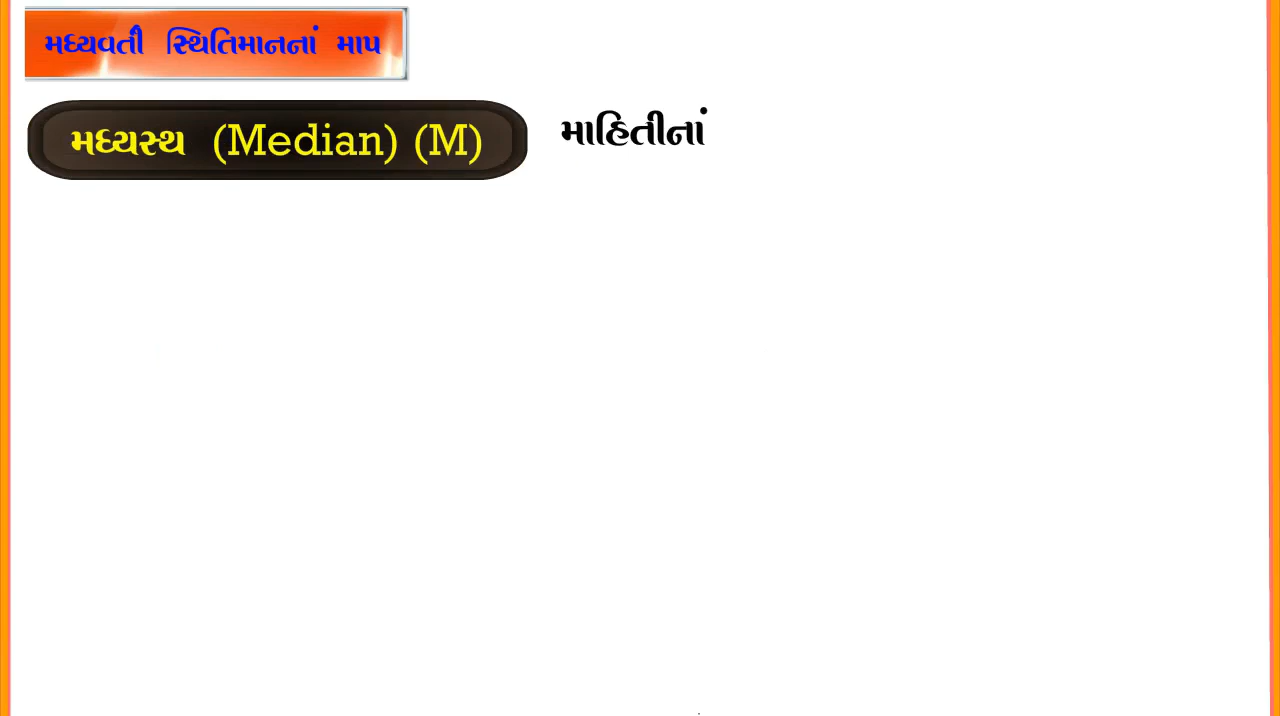 મધ્યવર્તી સ્થિતિમાનનાં માપ
મધ્યસ્થ (Median) (M) માહિતીનાં